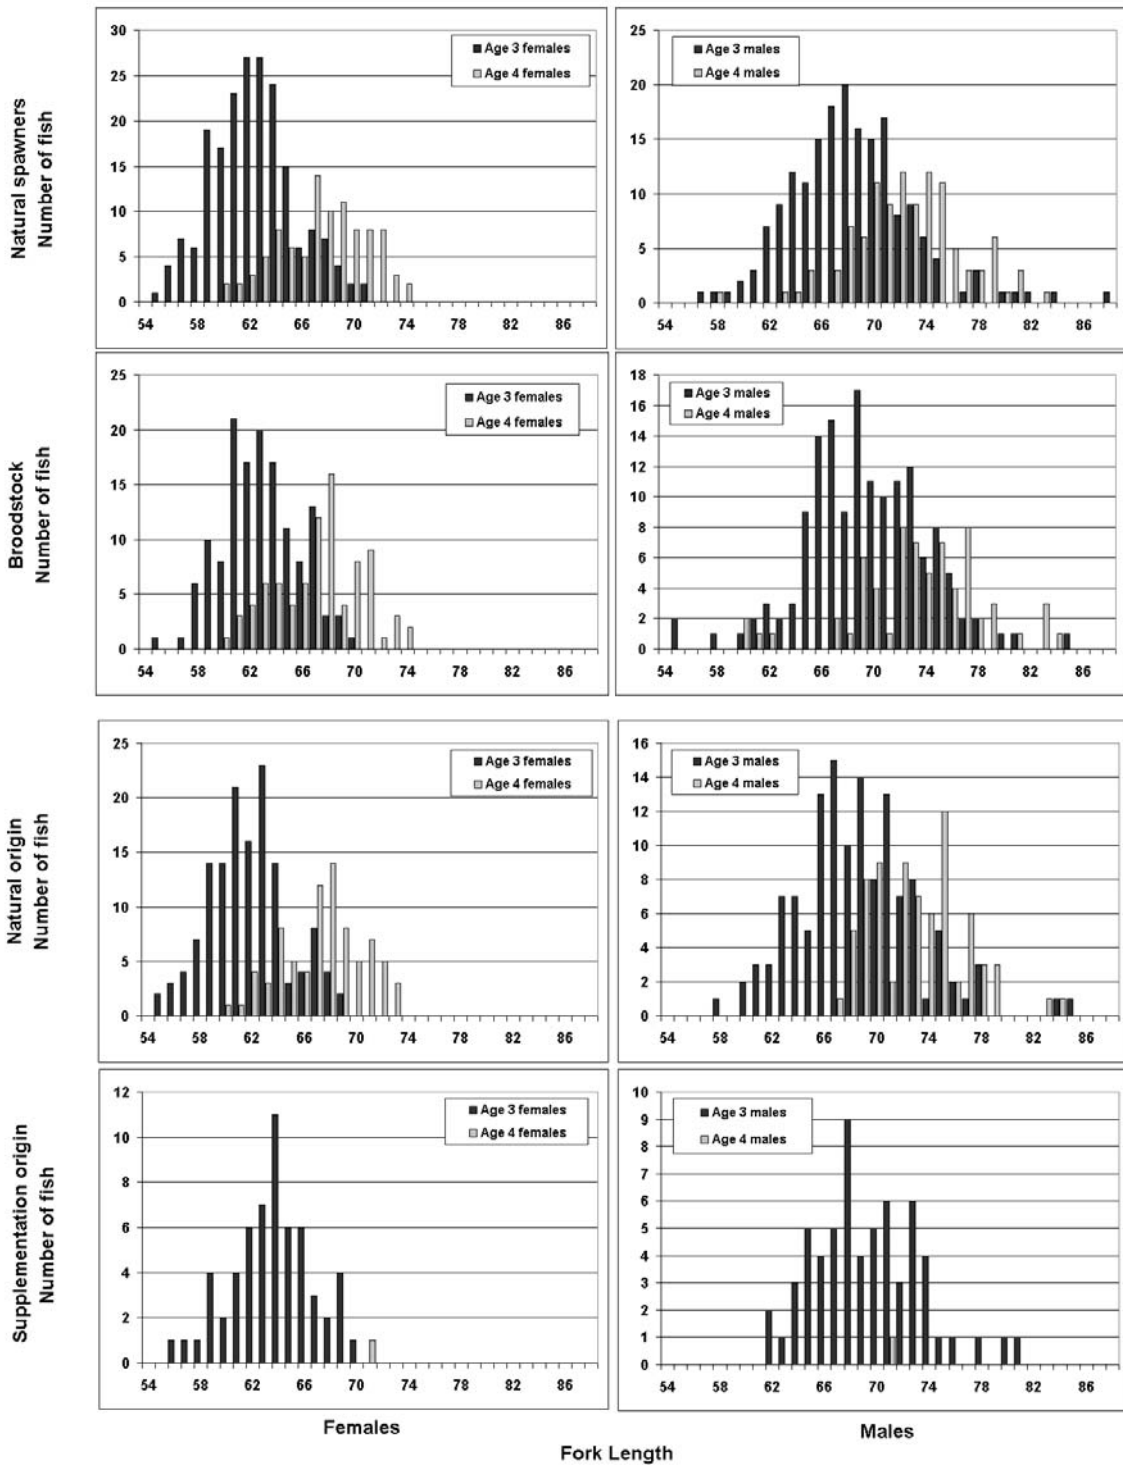 Natural spawners
Number of fish
30
25
20
15
10
5
0
54 58 62 66 70 74 78 82 86
Age 3 females
Age 4 females
25
20
15
10
5
0
54 58 62 66 70 74 78 82 86
Age 3 males
Age 4 males
Broodstock
Number of fish
25
20
15
10
5
0
54 58 62 66 70 74 78 82 86
Age 3 females
Age 4 females
18
16
14
12
10
8
6
4
2
0
54 58 62 66 70 74 78 82 86
Age 3 males
Age 4 males
Natural origin
Number of fish
25
20
15
10
5
0
54 58 62 66 70 74 78 82 86
Age 3 females
Age 4 females
16
14
12
10
8
6
4
2
0
54 58 62 66 70 74 78 82 86
Age 3 males
Age 4 males
Supplementation origin
Number of fish
12
10
8
6
4
2
0
54 58 62 66 70 74 78 82 86
Age 3 females
Age 4 females
10
9
8
7
6
5
4
3
2
1
0
54 58 62 66 70 74 78 82 86
Age 3 males
Age 4 males
Females
Males
Fork Length